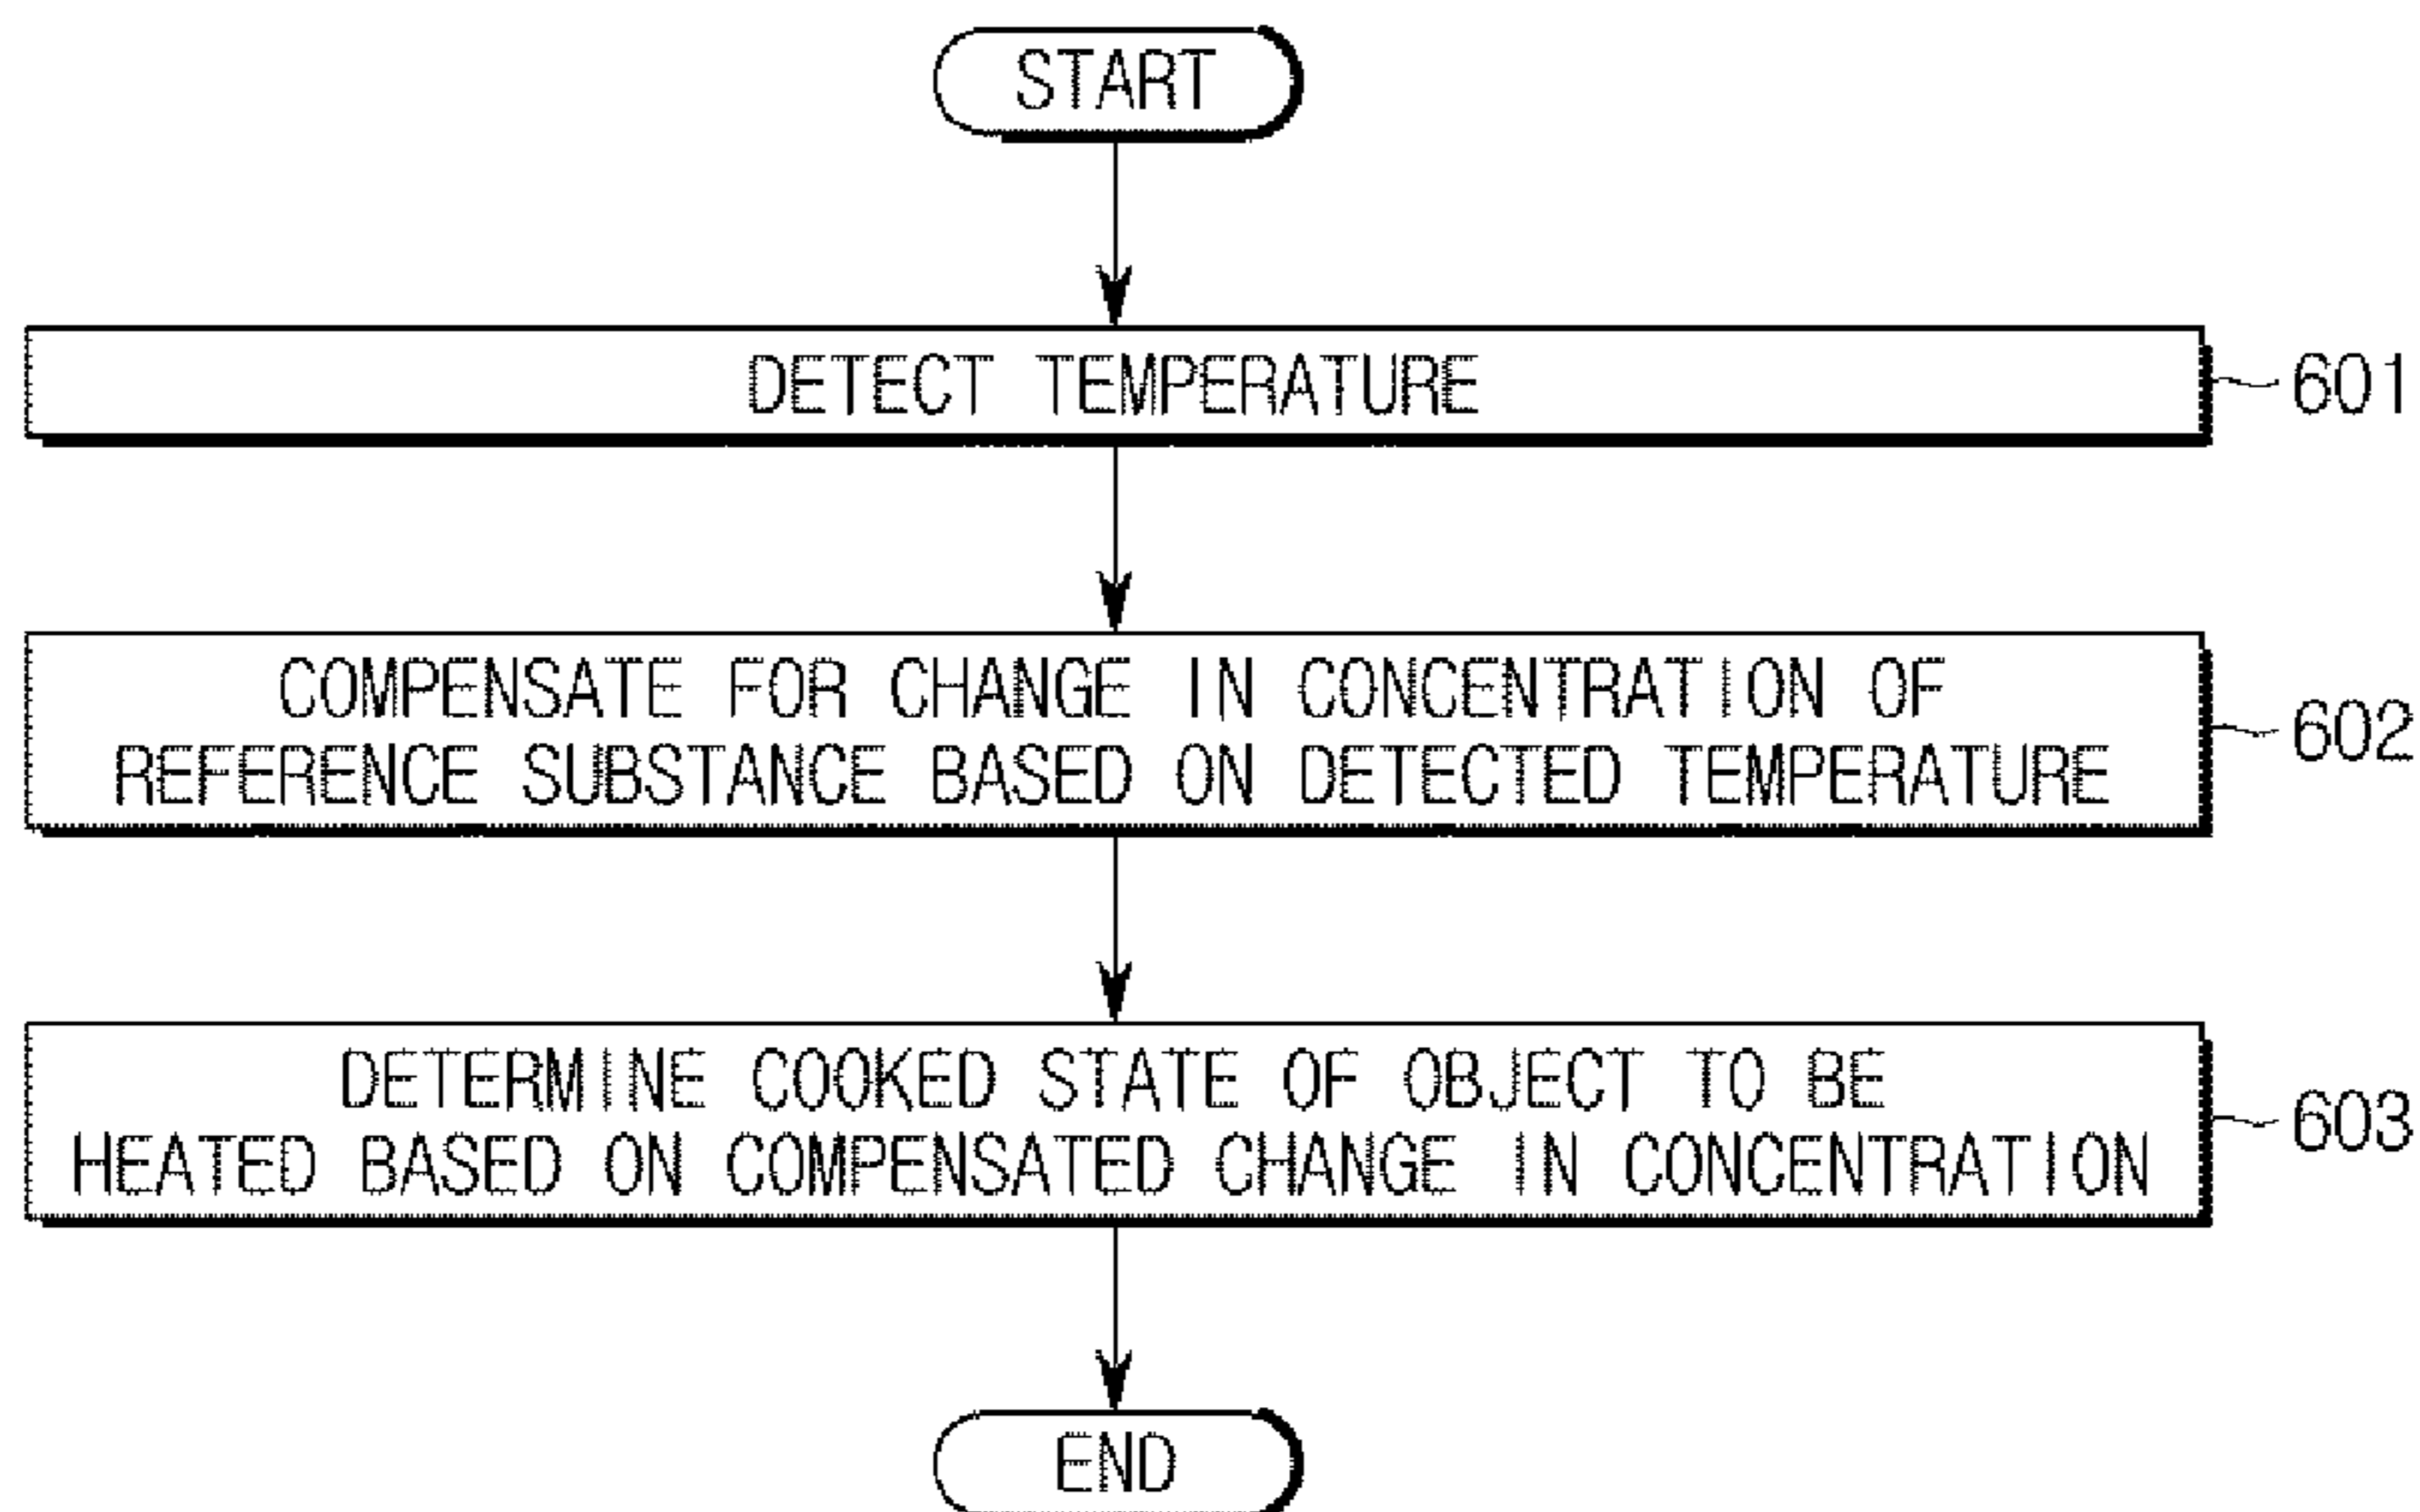 START
DETECT TEMPERATURE
601
COMPENSATE FOR CHANGE IN CONCENTRATION OF
REFERENCE SUBSTANCE BASED ON DETECTED TEMPERATURE
602
DETERMINE COOKED STATE OF OBJECT TO BE
HEATED BASED ON COMPENSATED CHANGE IN CONCENTRATION
603
END